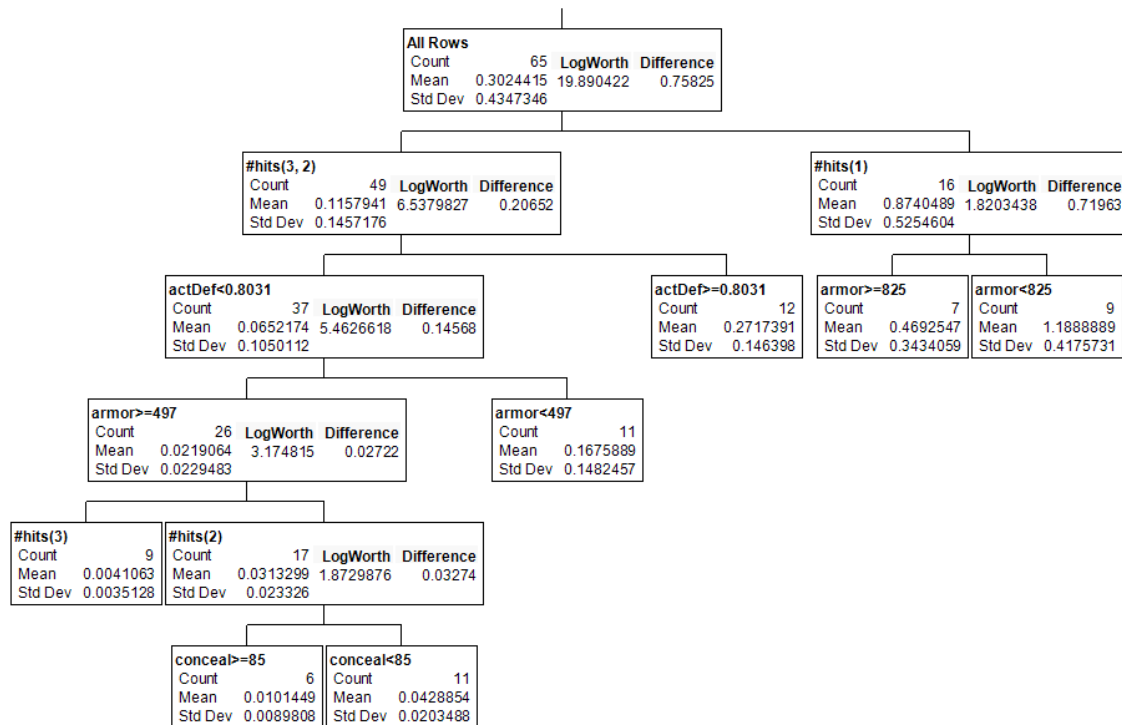 All Rows
Count 65 LogWorth Difference
Mean 0.3024415 19.890422 0.75825
Std Dev 0.4347346
#hits(3, 2)
Count 49 LogWorth Difference
Mean 0.1157941 6.5379827 0.20652
Std Dev 0.1457176
#hits(1)
Count 16 LogWorth Difference
Mean 0.8740489 1.8203438 0.71963
Std Dev 0.5254604
actDef<0.8031
Count 37 LogWorth Difference
Mean 0.0652174 5.4626618 0.14568
Std Dev 0.1050112
actDef>=0.8031
Count 12
Mean 0.2717391
Std Dev 0.146398
armor>=825
Count 7
Mean 0.4692547
Std Dev 0.3434059
armor<825
Count 9
Mean 1.1888889
Std Dev 0.4175731
armor>=497
Count 26 LogWorth Difference
Mean 0.0219064 3.174815 0.02722
Std Dev 0.0229483
armor<497
Count 11
Mean 0.1675889
Std Dev 0.1482457
#hits(3)
Count 9
Mean 0.0041063
Std Dev 0.0035128
#hits(2)
Count 17 LogWorth Difference
Mean 0.0313299 1.8729876 0.03274
Std Dev 0.023326
conceal>=85
Count 6
Mean 0.0101449
Std Dev 0.0089808
conceal<85
Count 11
Mean 0.0428854
Std Dev 0.0203488